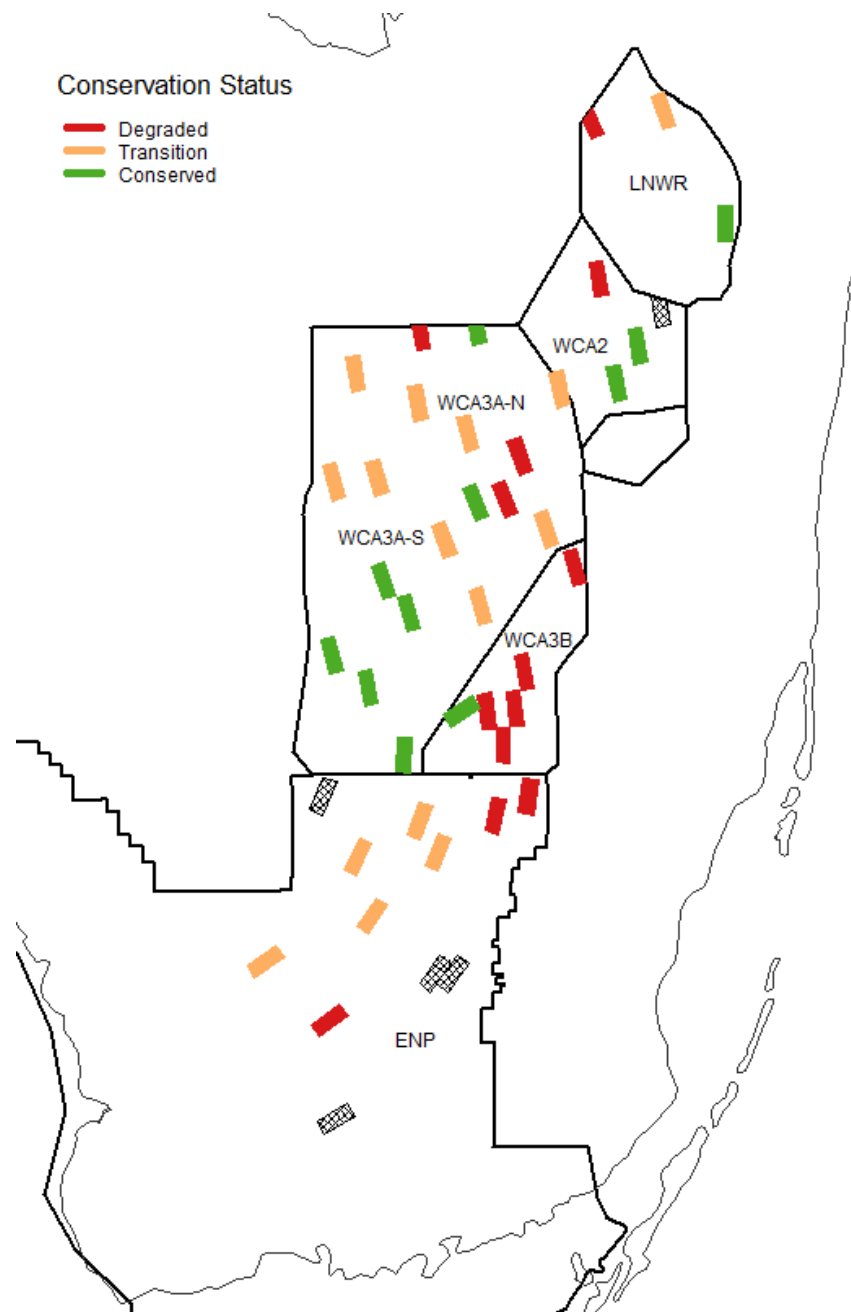 Conservation Status
Degraded
Transition
Conserved
LNWR
WCA2
WCA3A-N
WCA3A-S
WCA3B
ENP